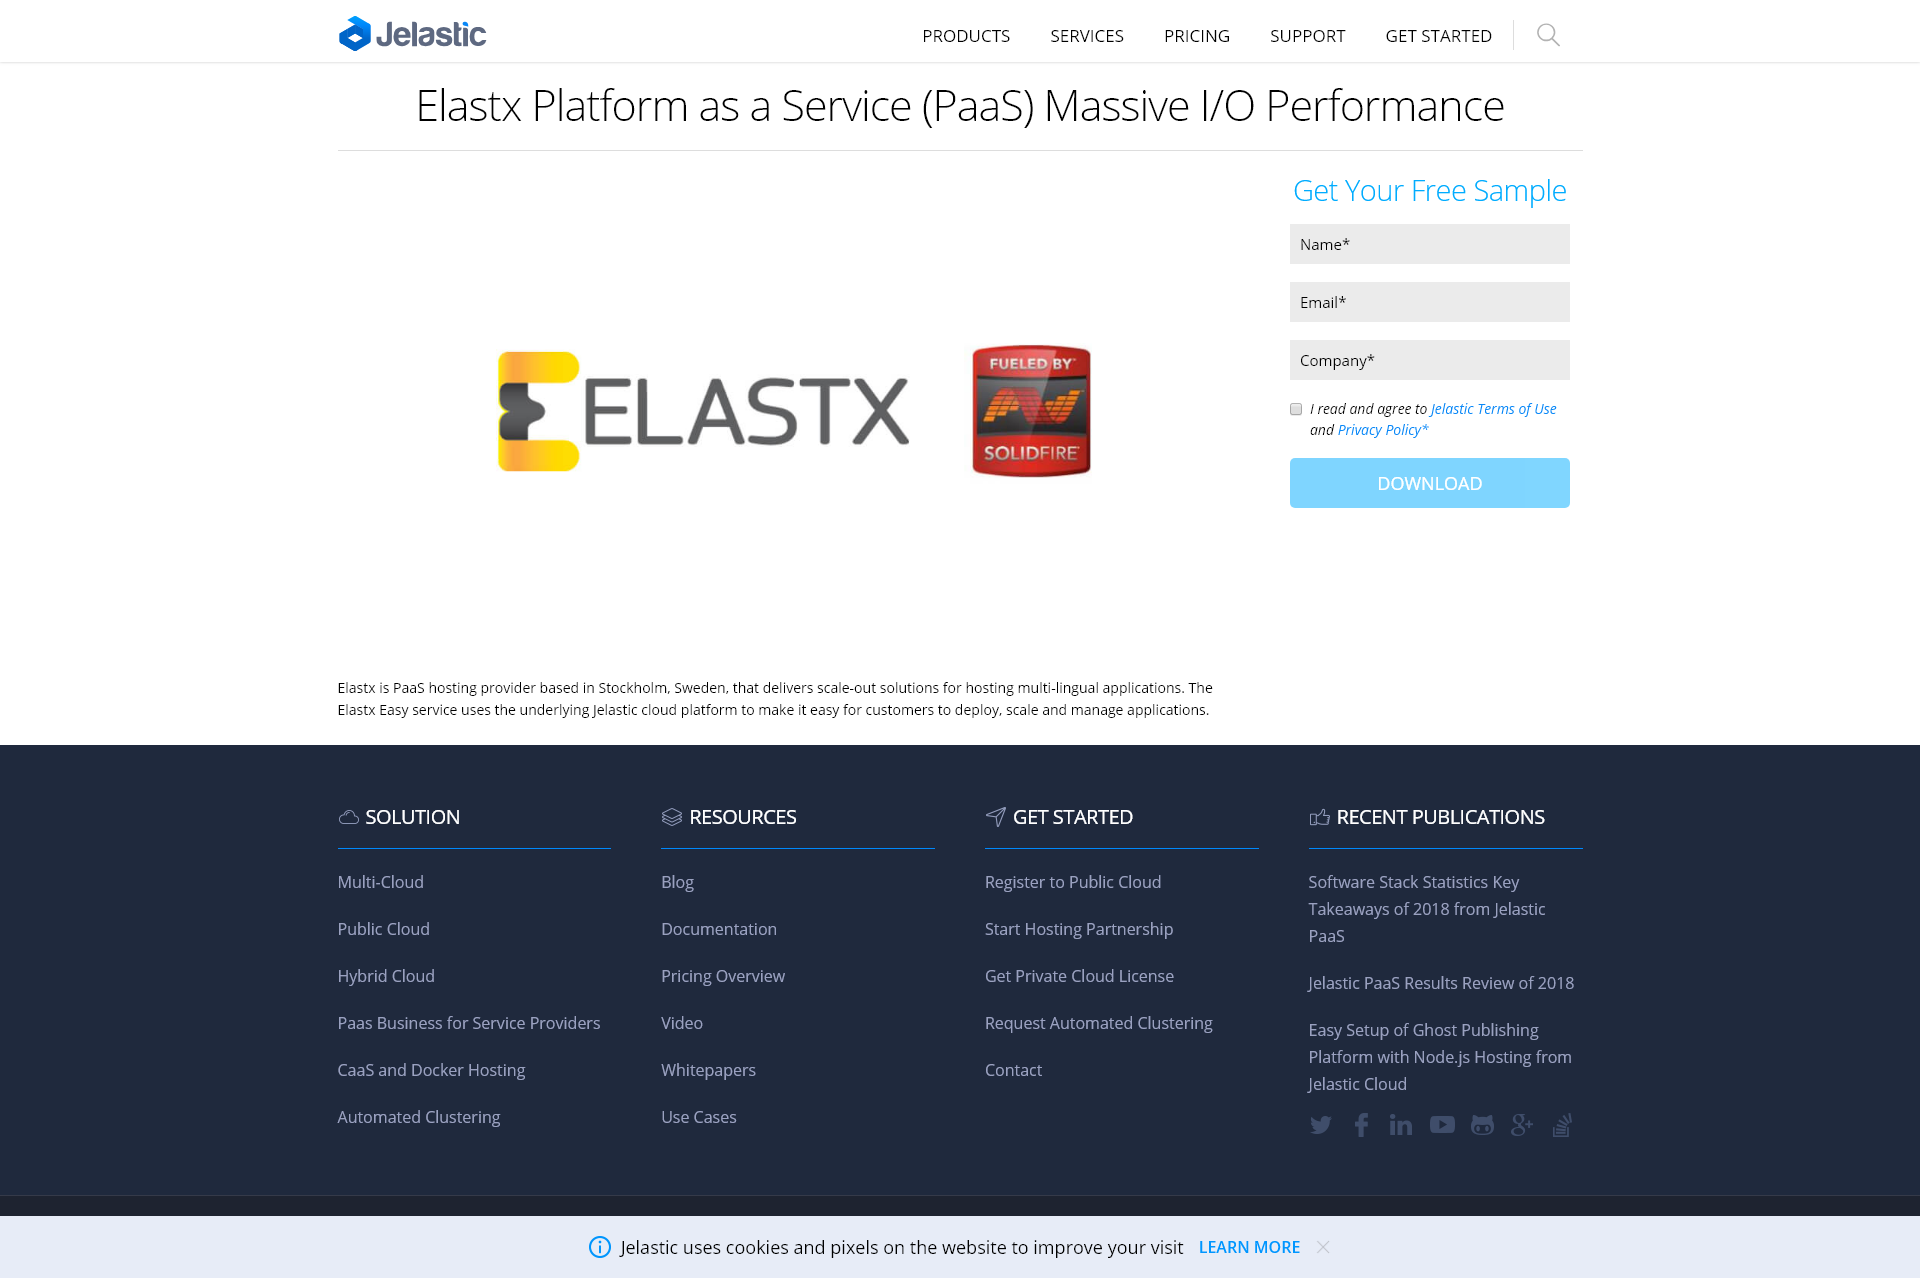 Jelastic
PRODUCTS
SERVICES
PRICING
SUPPORT
GET STARTED
Elastx Platform as a Service (PaaS) Massive I/O Performance
Get Your Free Sample
Name*
Email*
Company*
I read and agree to Jelastic Terms of Use
and Privacy Policy*
DOWNLOAD
ELASTX
FUELED BY
SOLIDFIRE
Elastx is PaaS hosting provider based in Stockholm, Sweden, that delivers scale-out solutions for hosting multi-lingual applications. The
Elastx Easy service uses the underlying Jelastic cloud platform to make it easy for customers to deploy, scale and manage applications.
SOLUTION
Multi-Cloud
Public Cloud
Hybrid Cloud
Paas Business for Service Providers
CaaS and Docker Hosting
Automated Clustering
RESOURCES
Blog
Documentation
Pricing Overview
Video
Whitepapers
Use Cases
GET STARTED
Register to Public Cloud
Start Hosting Partnership
Get Private Cloud License
Request Automated Clustering
Contact
RECENT PUBLICATIONS
Software Stack Statistics Key
Takeaways of 2018 from Jelastic
PaaS
Jelastic PaaS Results Review of 2018
Easy Setup of Ghost Publishing
Platform with Node.js Hosting from
Jelastic Cloud
Jelastic uses cookies and pixels on the website to improve your visit
LEARN MORE